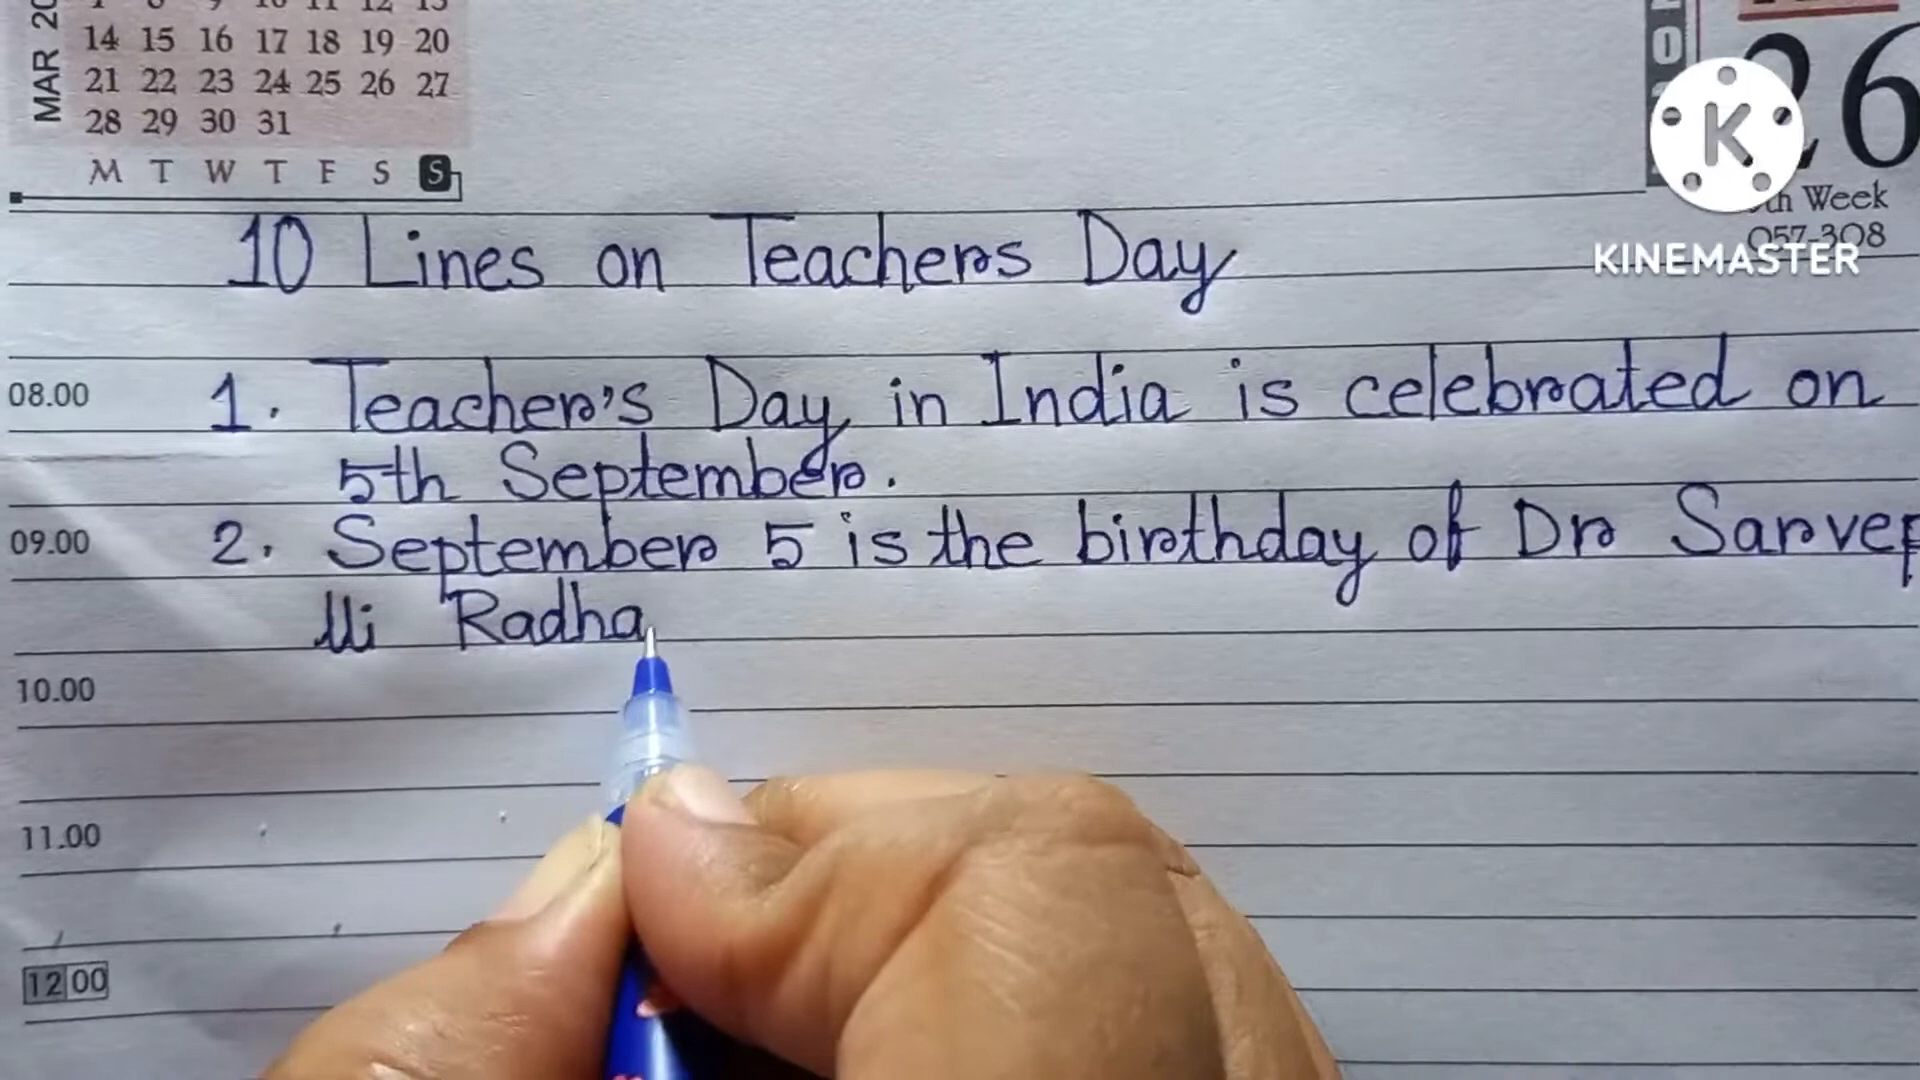 MAR 20
14 15 16 17 18 19 20
21 22 23 24 25 26 27
28 29 30 31
M T W T F S S
26
K
Week
057-308
KINEMASTER
10 Lines on Teachers Day
08.00
1. Teacher's Day in India is celebrated on
5th September.
09.00
2. September 5 is the birthday of Dr Sarvep
lli Radha
10.00
11.00
12 00